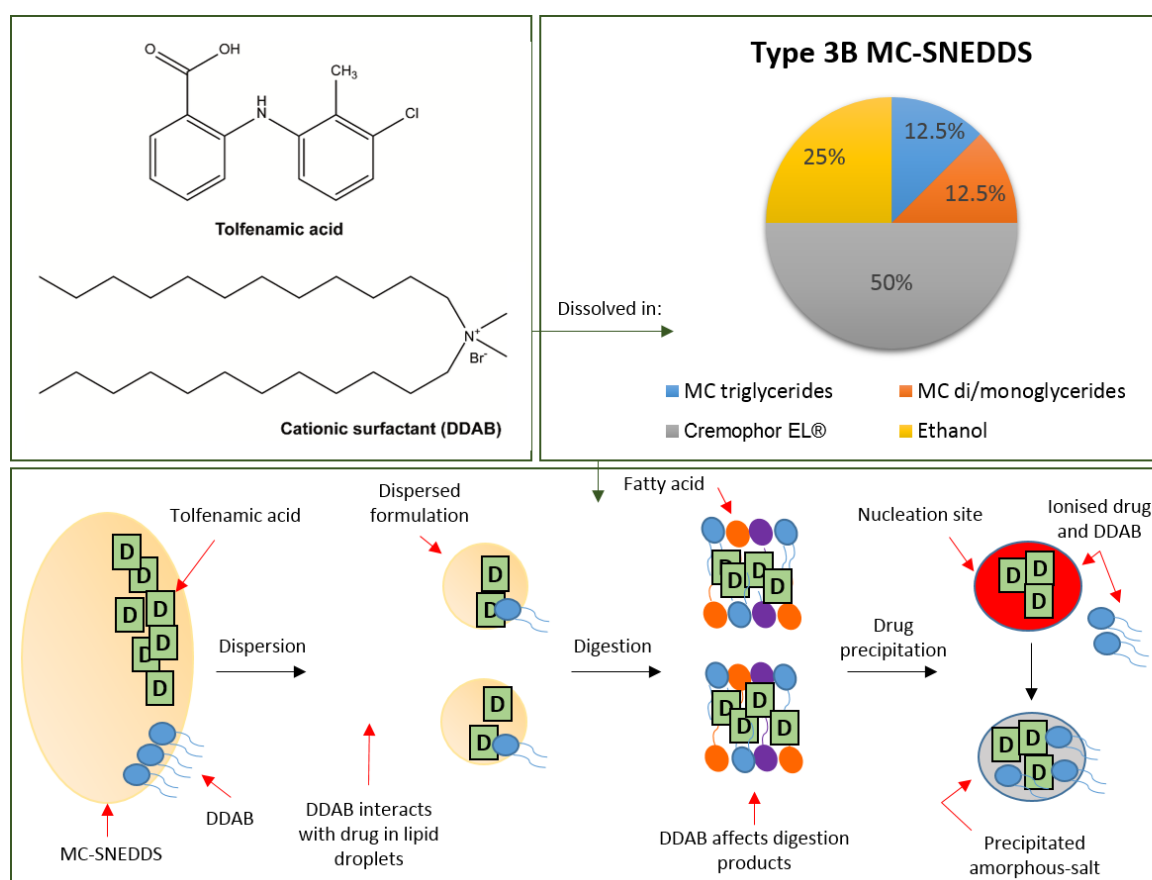 O
OH
H
N
CH3
Cl
Tolfenamic acid
N+
Br-
Cationic surfactant (DDAB)
Dissolved in:
Type 3B MC-SNEDDS
12.5%
25%
12.5%
50%
MC triglycerides
MC di/monoglycerides
Cremophor EL®
Ethanol
Tolfenamic acid
D
D
D
D
D
D
D
DDAB
MC-SNEDDS
Dispersion
Dispersed
formulation
D
D
D
D
DDAB interacts
with drug in lipid
droplets
Digestion
Fatty acid
D
D
D
D
D
D
D
D
DDAB affects digestion
products
Drug
precipitation
Nucleation site
Ionised drug
and DDAB
D
D
D
D
D
D
Precipitated
amorphous-salt